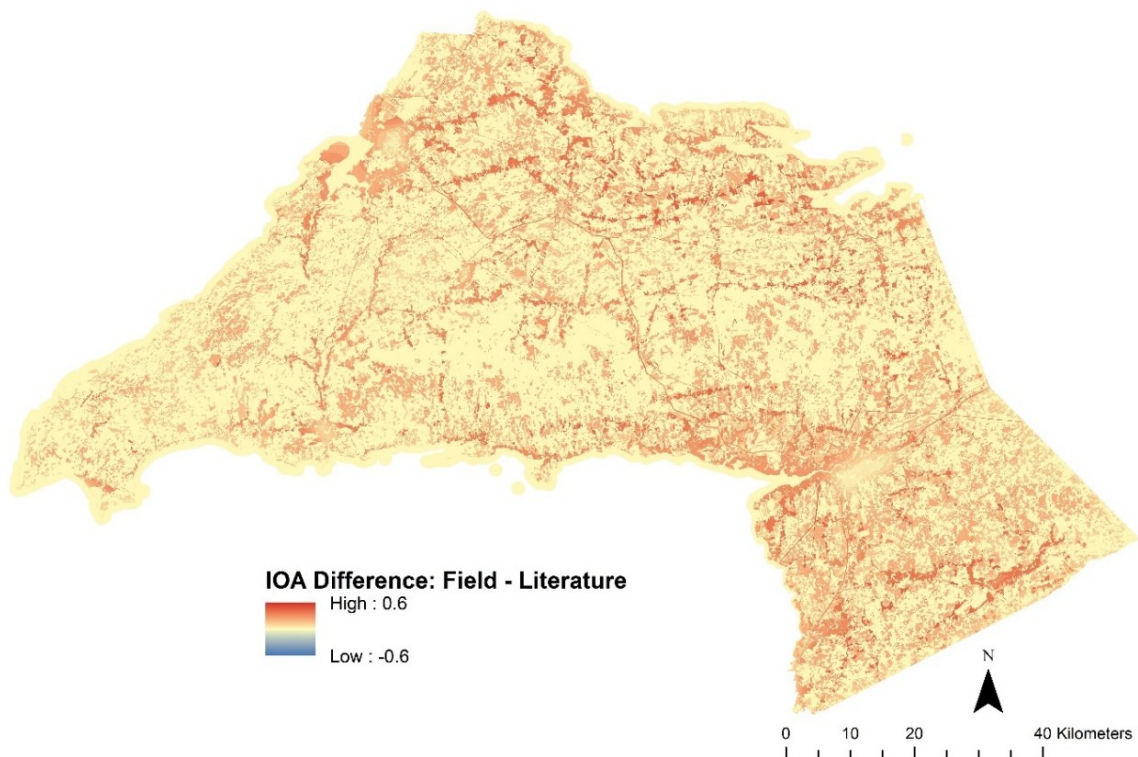 IOA Difference: Field - Literature
High : 0.6
Low : -0.6
N
0 10 20 40 Kilometers